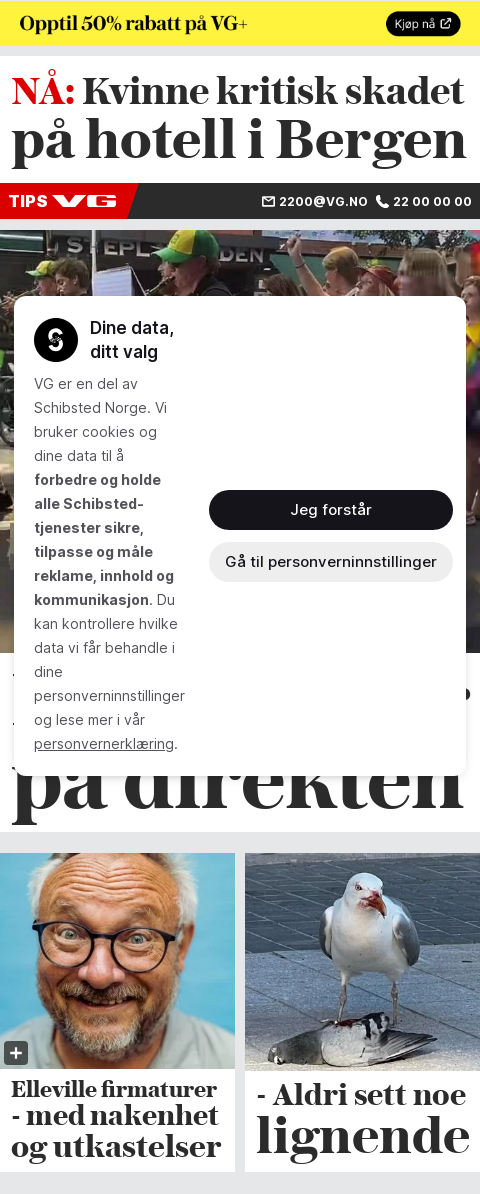 Opptil 50% rabatt på VG+
Kjøp nå
NÅ: Kvinne kritisk skadet
på hotell i Bergen
TIPS VG
2200@VG.NO 22 00 00 00
Dine data,
ditt valg
VG er en del av
Schibsted Norge. Vi
bruker cookies og
dine data til å
forbedre og holde
alle Schibsted-
tjenester sikre,
tilpasse og måle
reklame, innhold og
kommunikasjon. Du
kan kontrollere hvilke
data vi får behandle i
dine
personverninnstillinger
og lese mer i vår
personvernerklæring.
Jeg forstår
Gå til personverninnstillinger
på direkten
Elleville firmaturer
- med nakenhet
og utkastelser
- Aldri sett noe
lignende